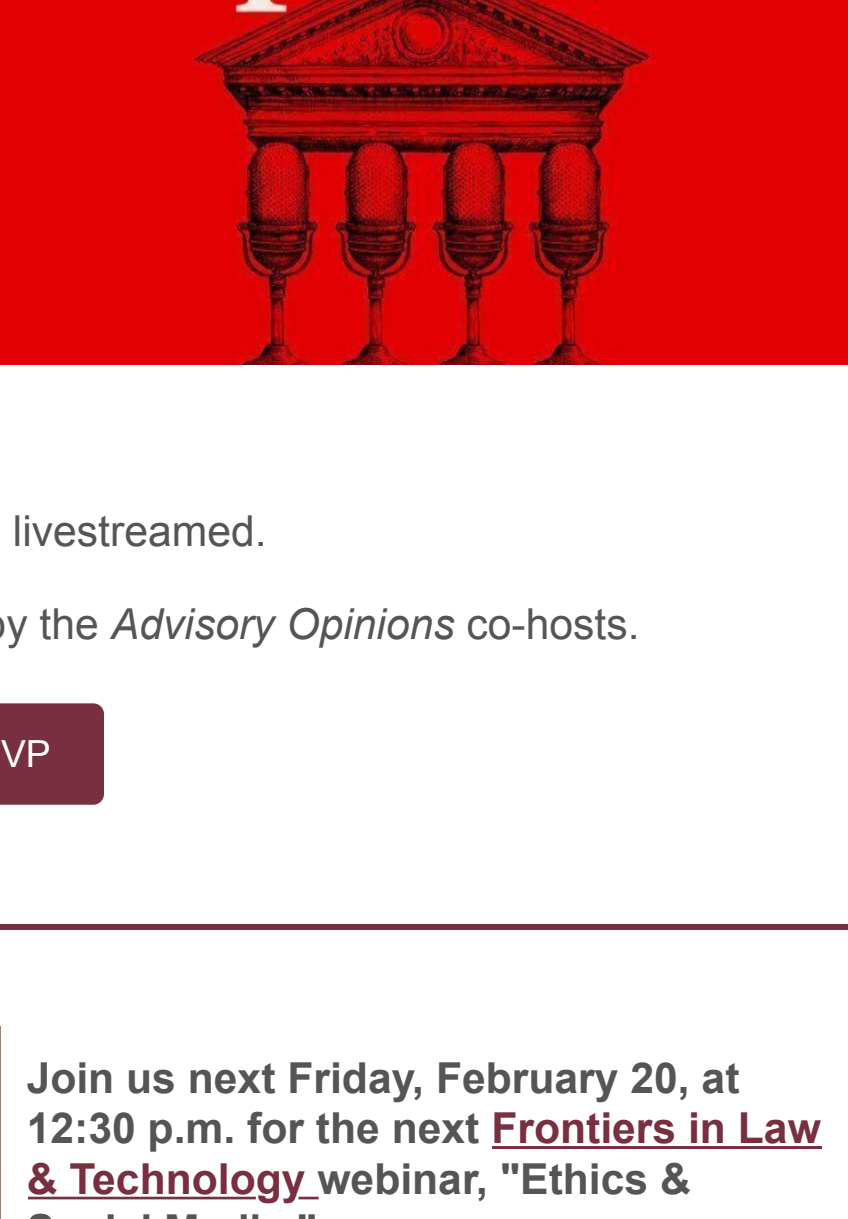 livestreamed.
by the Advisory Opinions co-hosts.
VP
Join us next Friday, February 20, at
12:30 p.m. for the next Frontiers in Law
& Technology webinar, "Ethics &